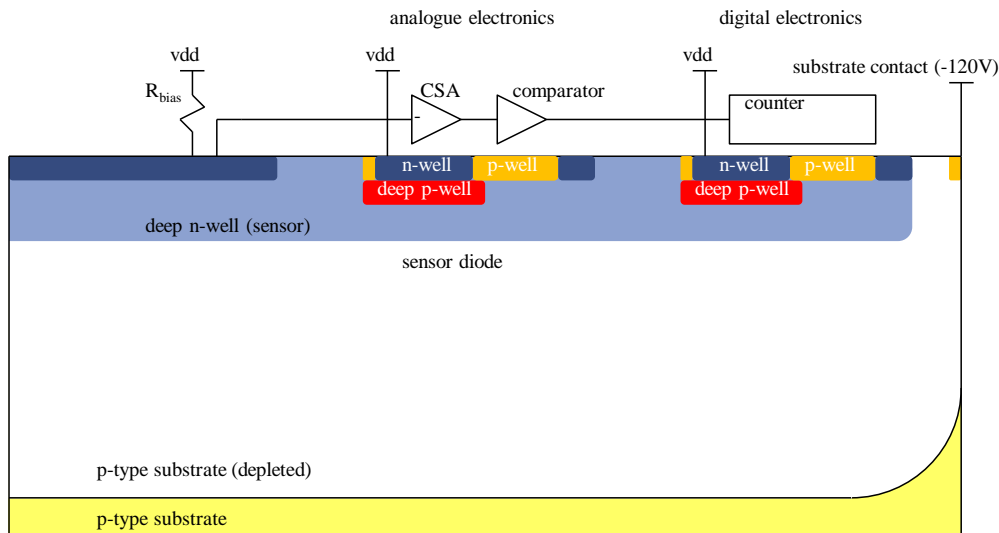 analogue electronics
digital electronics
vdd
vdd
vdd
substrate contact (-120V)
R_bias
CSA
comparator
counter
-
n-well
p-well
n-well
p-well
deep p-well
deep p-well
deep n-well (sensor)
sensor diode
p-type substrate (depleted)
p-type substrate